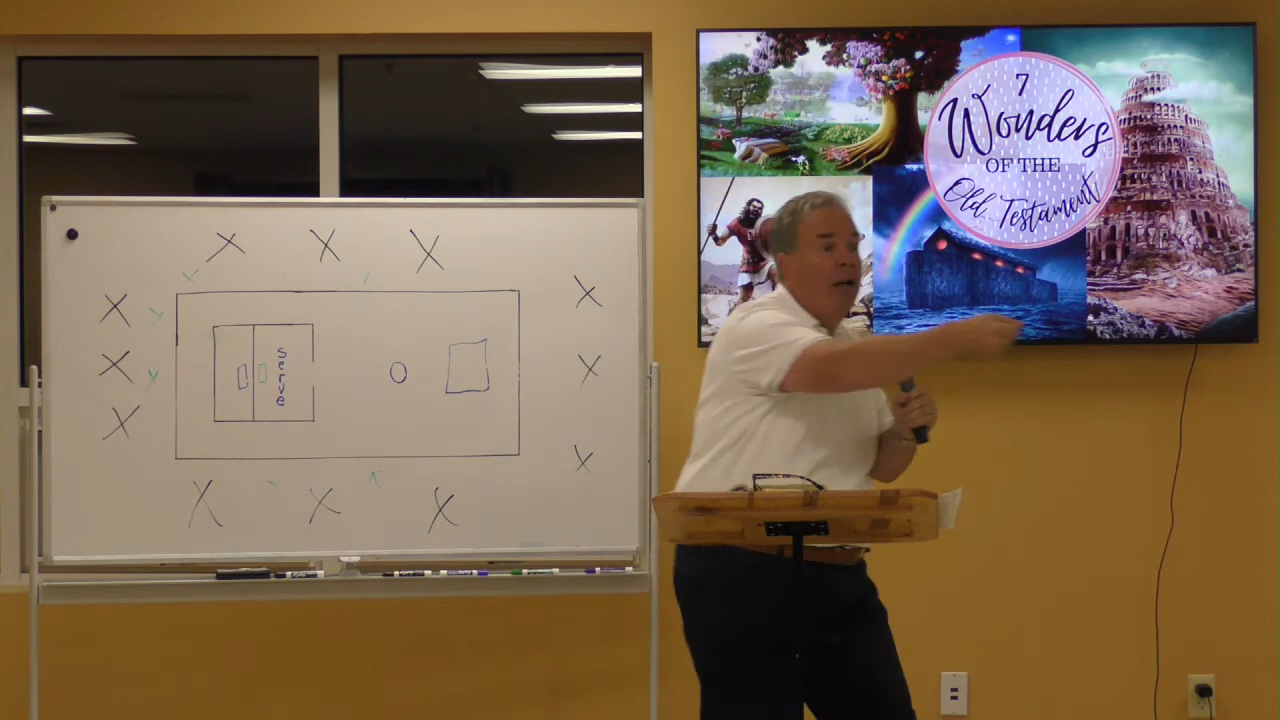 X X X
X X
X X
X X
X X X
Serve
7
Wonders
OF THE
Old Testament